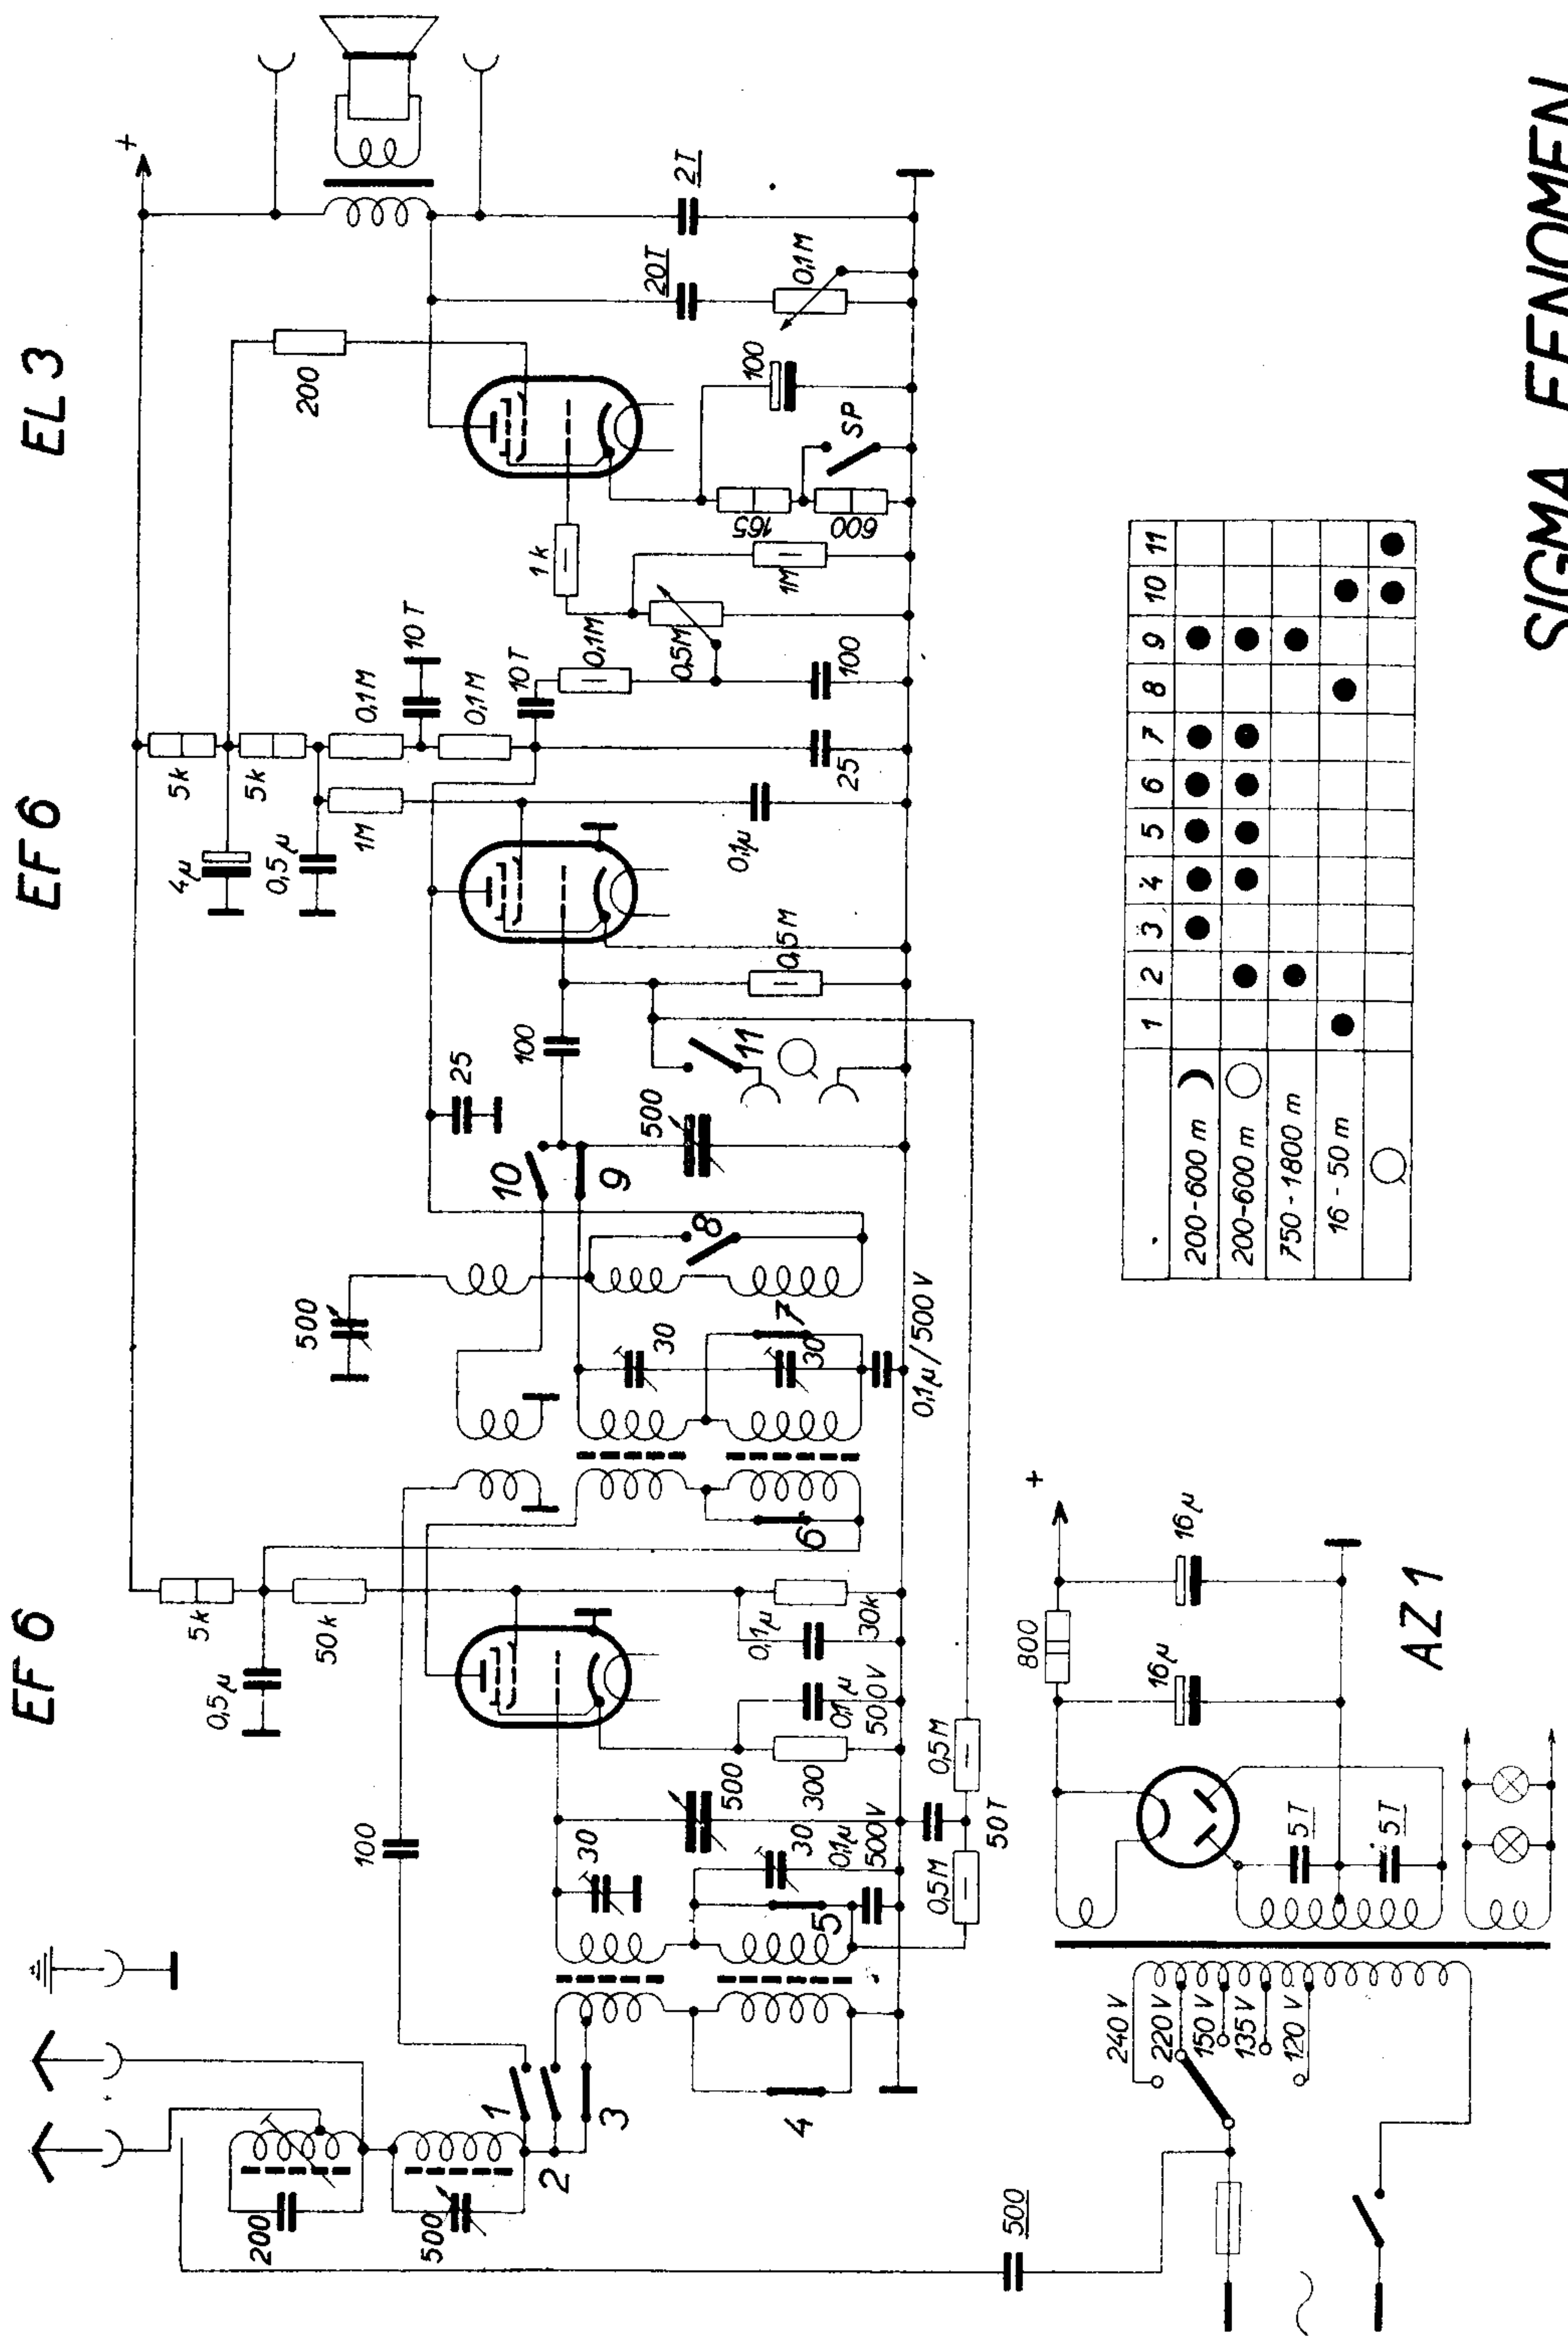 EF 6
EF 6
EL 3
+
5k
0,5µ
50k
100
200
500
1
2
3
4
5
6
7
8
9
10
11
30
500
30
0,1µ
500V
300
0,1µ
500V
0,1µ
30k
0,5M
50T
0,5M
500
30
30
0,1µ/500V
25
100
500
0,5M
4µ
5k
5k
0,5µ
1M
0,1M
10T
0,1M
10T
0,1µ
25
0,1M
0,5M
100
1k
1M
165
600
SP
100
200
20T
0,1M
2T
500
240V
220V
150V
135V
120V
5T
5T
800
16µ
16µ
+
AZ 1
1 2 3 4 5 6 7 8 9 10 11
200-600 m
200-600 m
750-1800 m
16-50 m
SIGMA FENOMEN